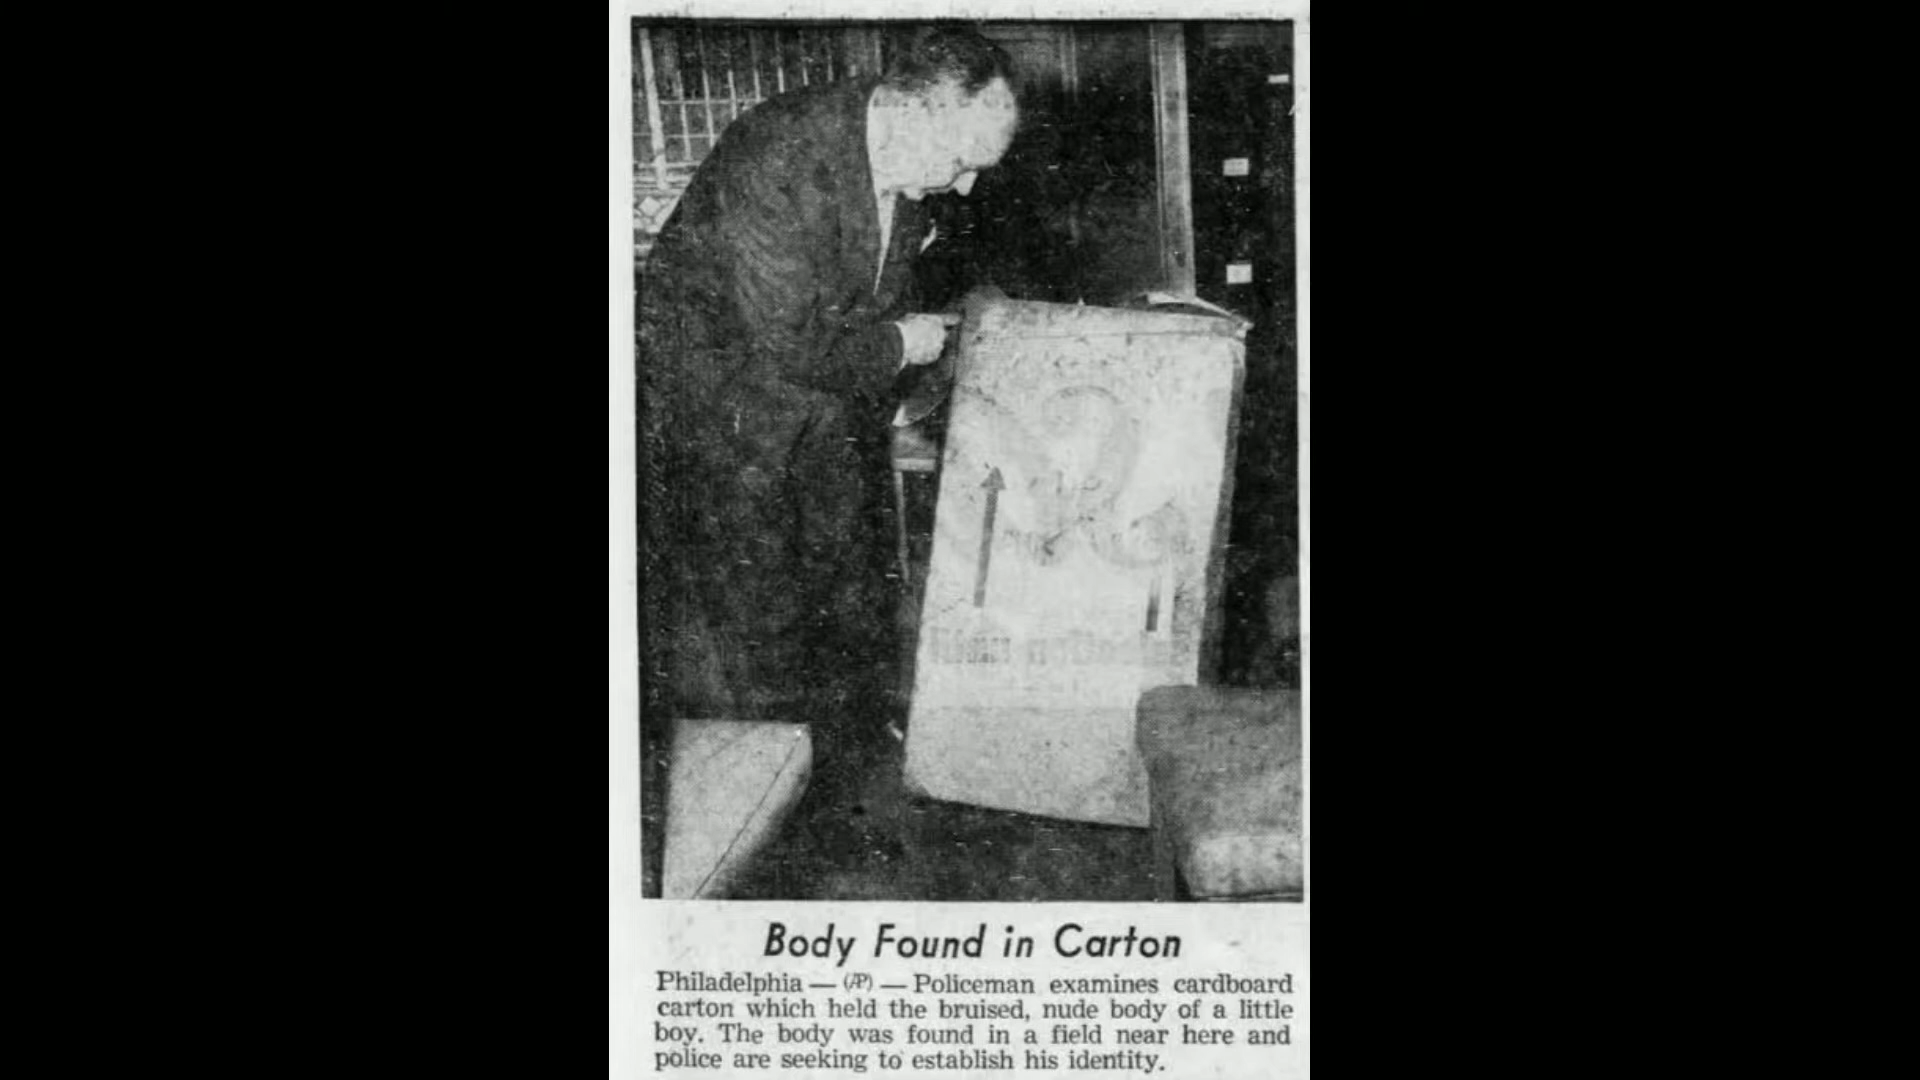 Body Found in Carton
Philadelphia — (AP) — Policeman examines cardboard
carton which held the bruised, nude body of a little
boy. The body was found in a field near here and
police are seeking to establish his identity.